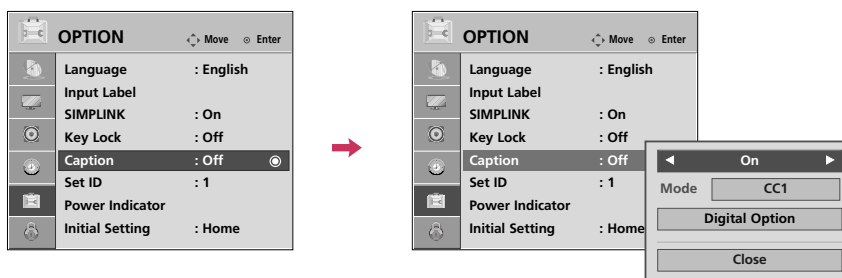 OPTION Move Enter
Language : English
Input Label
SIMPLINK : On
Key Lock : Off
Caption : Off
Set ID : 1
Power Indicator
Initial Setting : Home
OPTION Move Enter
Language : English
Input Label
SIMPLINK : On
Key Lock : Off
Caption : Off
Set ID : 1
Power Indicator
Initial Setting : Home
On
Mode CC1
Digital Option
Close